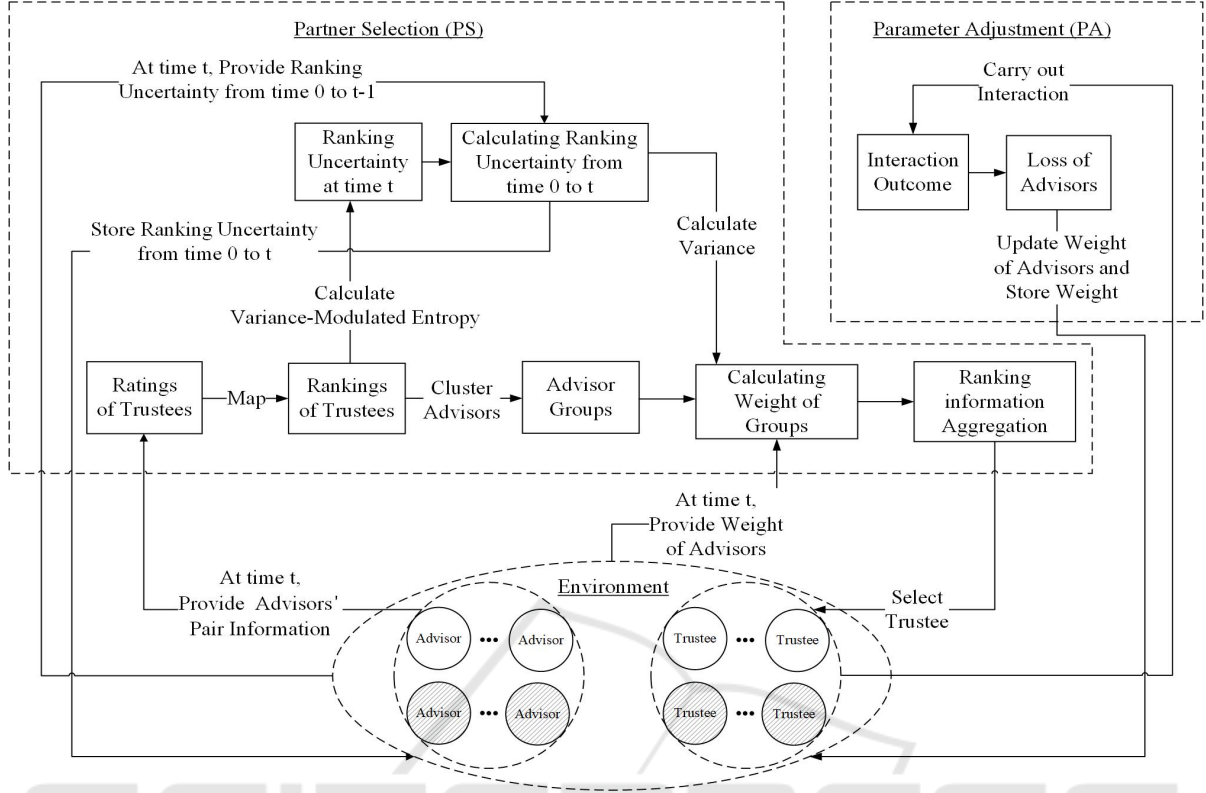 Partner Selection (PS)
Parameter Adjustment (PA)
At time t, Provide Ranking
Uncertainty from time 0 to t-1
Carry out
Interaction
Ranking
Uncertainty
at time t
Calculating Ranking
Uncertainty from
time 0 to t
Interaction
Outcome
Loss of
Advisors
Store Ranking Uncertainty
from time 0 to t
Calculate
Variance
Update Weight
of Advisors and
Store Weight
Calculate
Variance-Modulated Entropy
Ratings
of Trustees
Map
Rankings
of Trustees
Cluster
Advisors
Advisor
Groups
Calculating
Weight of
Groups
Ranking
information
Aggregation
At time t,
Provide Weight
of Advisors
At time t,
Provide Advisors'
Pair Information
Environment
Select
Trustee
Advisor ••• Advisor
Trustee ••• Trustee
Advisor ••• Advisor
Trustee ••• Trustee